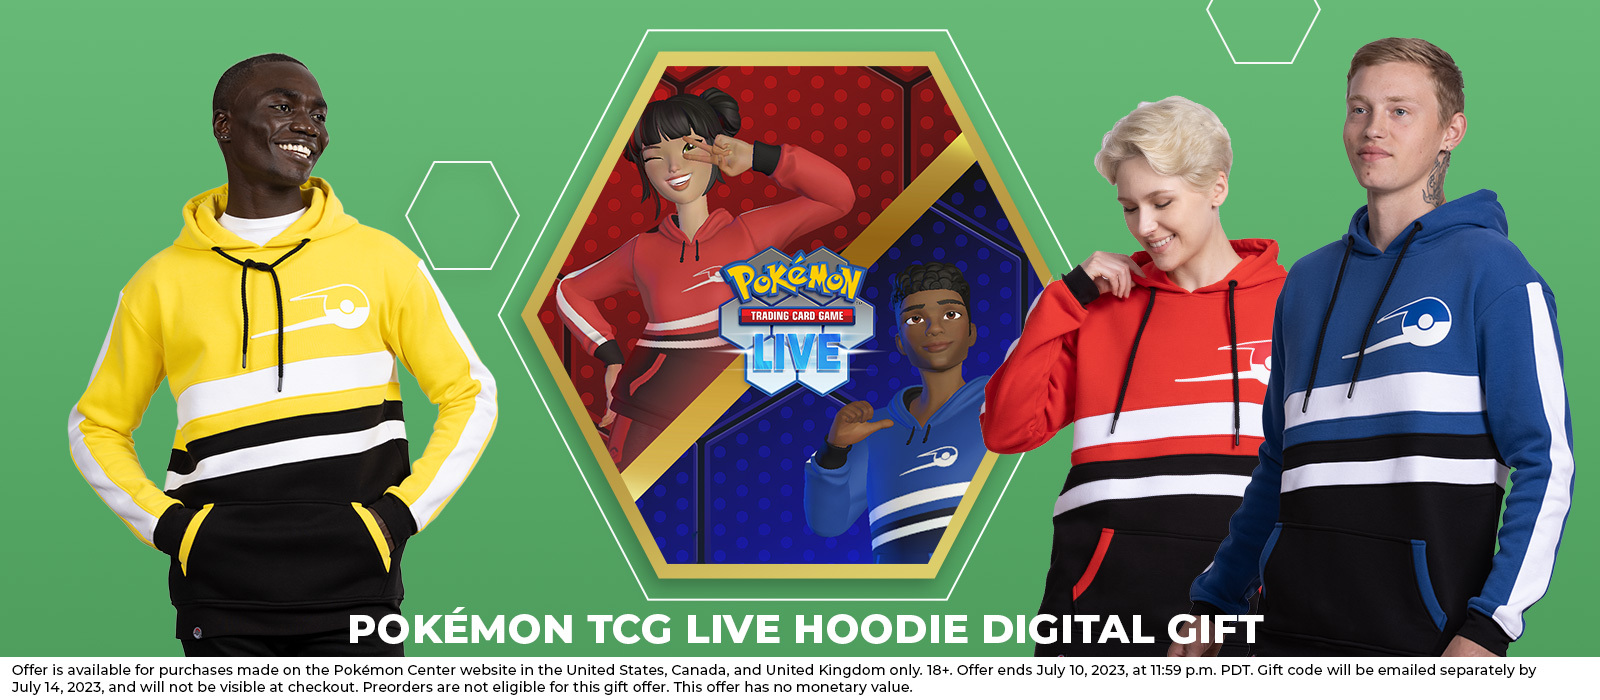 POKÉMON
TRADING CARD GAME
LIVE
POKÉMON TCG LIVE HOODIE DIGITAL GIFT
Offer is available for purchases made on the Pokémon Center website in the United States, Canada, and United Kingdom only. 18+. Offer ends July 10, 2023, at 11:59 p.m. PDT. Gift code will be emailed separately by
July 14, 2023, and will not be visible at checkout. Preorders are not eligible for this gift offer. This offer has no monetary value.